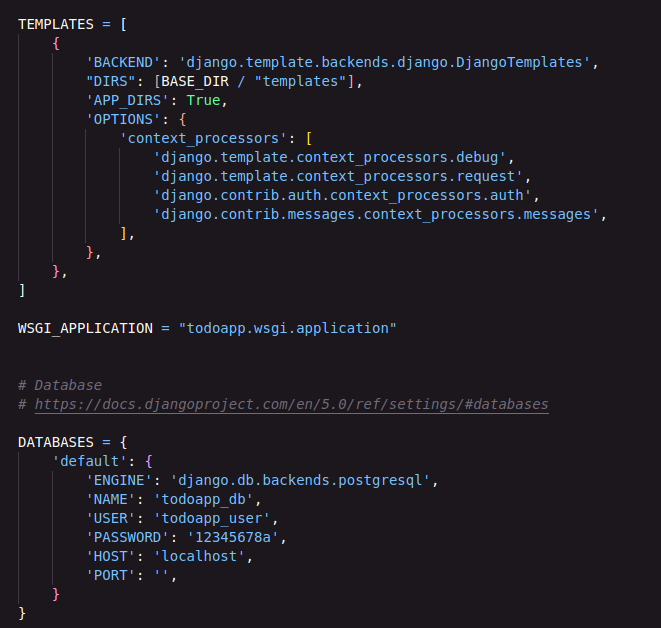 TEMPLATES = [
    {
        'BACKEND': 'django.template.backends.django.DjangoTemplates',
        "DIRS": [BASE_DIR / "templates"],
        'APP_DIRS': True,
        'OPTIONS': {
            'context_processors': [
                'django.template.context_processors.debug',
                'django.template.context_processors.request',
                'django.contrib.auth.context_processors.auth',
                'django.contrib.messages.context_processors.messages',
            ],
        },
    },
]
WSGI_APPLICATION = "todoapp.wsgi.application"
# Database
# https://docs.djangoproject.com/en/5.0/ref/settings/#databases
DATABASES = {
    'default': {
        'ENGINE': 'django.db.backends.postgresql',
        'NAME': 'todoapp_db',
        'USER': 'todoapp_user',
        'PASSWORD': '12345678a',
        'HOST': 'localhost',
        'PORT': '',
    }
}